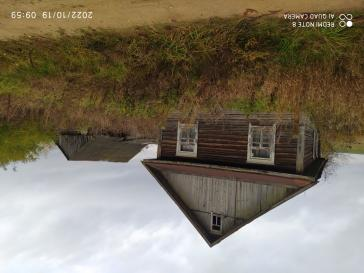 REDMI NOTE 8
AI QUAD CAMERA
2022/10/19 09:59